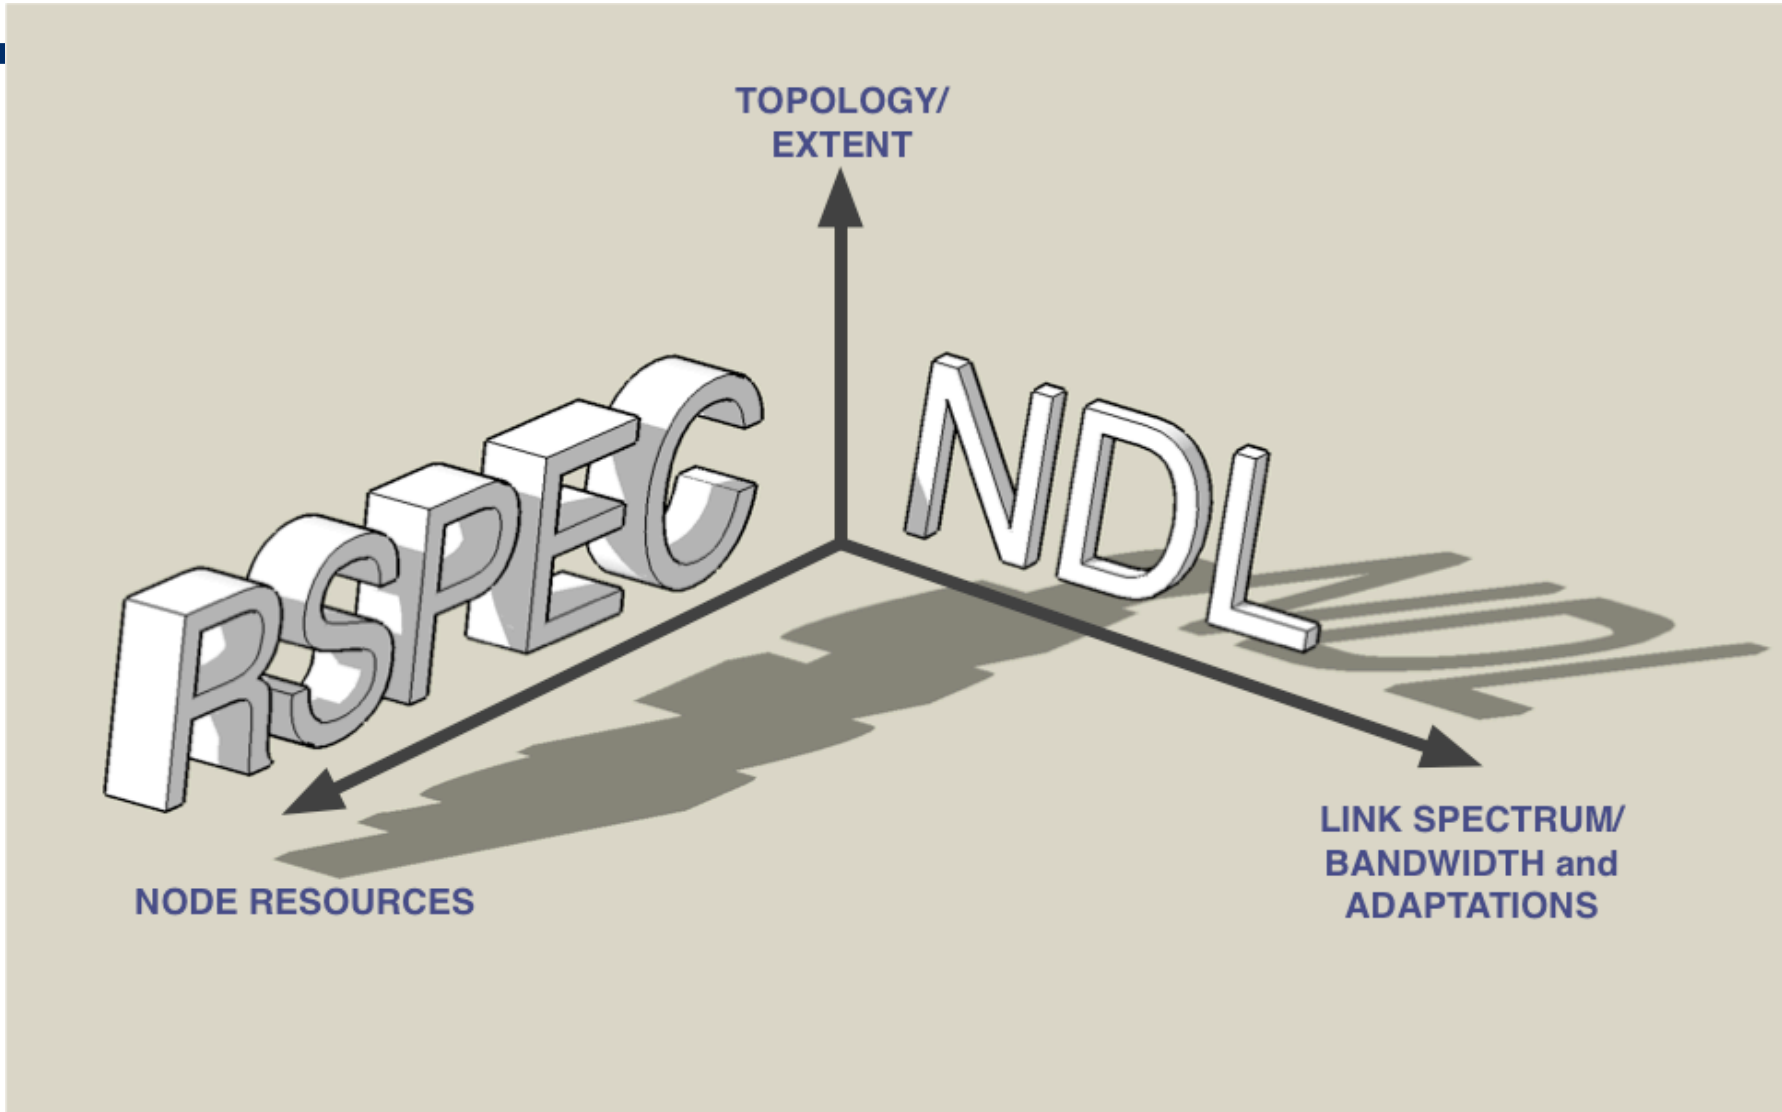 TOPOLOGY/
EXTENT
RSPEC
NDL
NODE RESOURCES
LINK SPECTRUM/
BANDWIDTH and
ADAPTATIONS